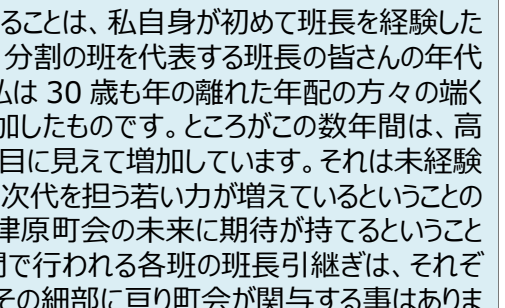 ることは、私自身が初めて班長を経験した
分割の班を代表する班長の皆さんの年代
私は 30 歳も年の離れた年配の方々の端く
加したものです。ところがこの数年間は、高
目に見えて増加しています。それは未経験
次代を担う若い力が増えているということの
津原町会の未来に期待が持てるということ
間で行われる各班の班長引継ぎは、それぞ
その細部に亘り町会が関与する事はありま